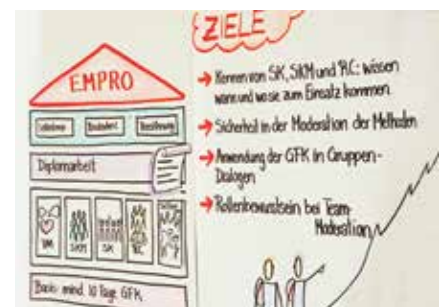 EMPRO
Diplomarbeit
SKM
SK
RC
Basis: mind. 10 Tage GFK
ZIELE
→ Kennen von SK, SKM und RC: wissen
wann und wo sie zum Einsatz kommen
→ Sicherheit in der Moderation der Methoden
→ Anwendung der GFK in Gruppen-
Dialogen
→ Rollenbewusstsein bei Team-
Moderation